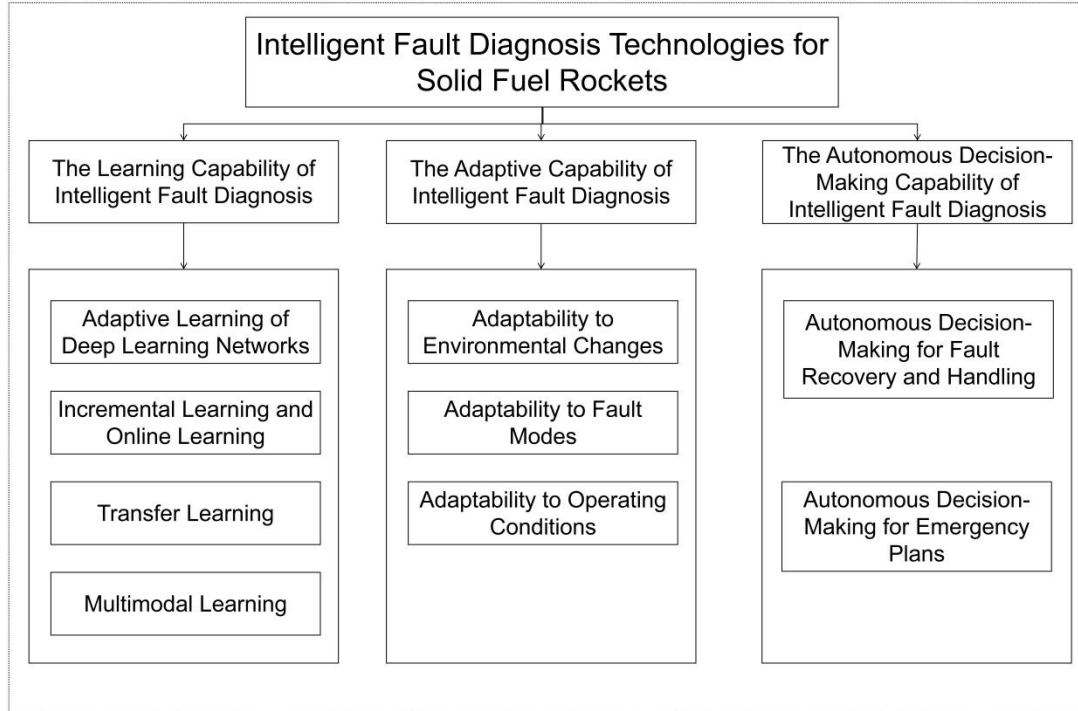 Intelligent Fault Diagnosis Technologies for
Solid Fuel Rockets
The Learning Capability of
Intelligent Fault Diagnosis
The Adaptive Capability of
Intelligent Fault Diagnosis
The Autonomous Decision-
Making Capability of
Intelligent Fault Diagnosis
Adaptive Learning of
Deep Learning Networks
Incremental Learning and
Online Learning
Transfer Learning
Multimodal Learning
Adaptability to
Environmental Changes
Adaptability to Fault
Modes
Adaptability to Operating
Conditions
Autonomous Decision-
Making for Fault
Recovery and Handling
Autonomous Decision-
Making for Emergency
Plans